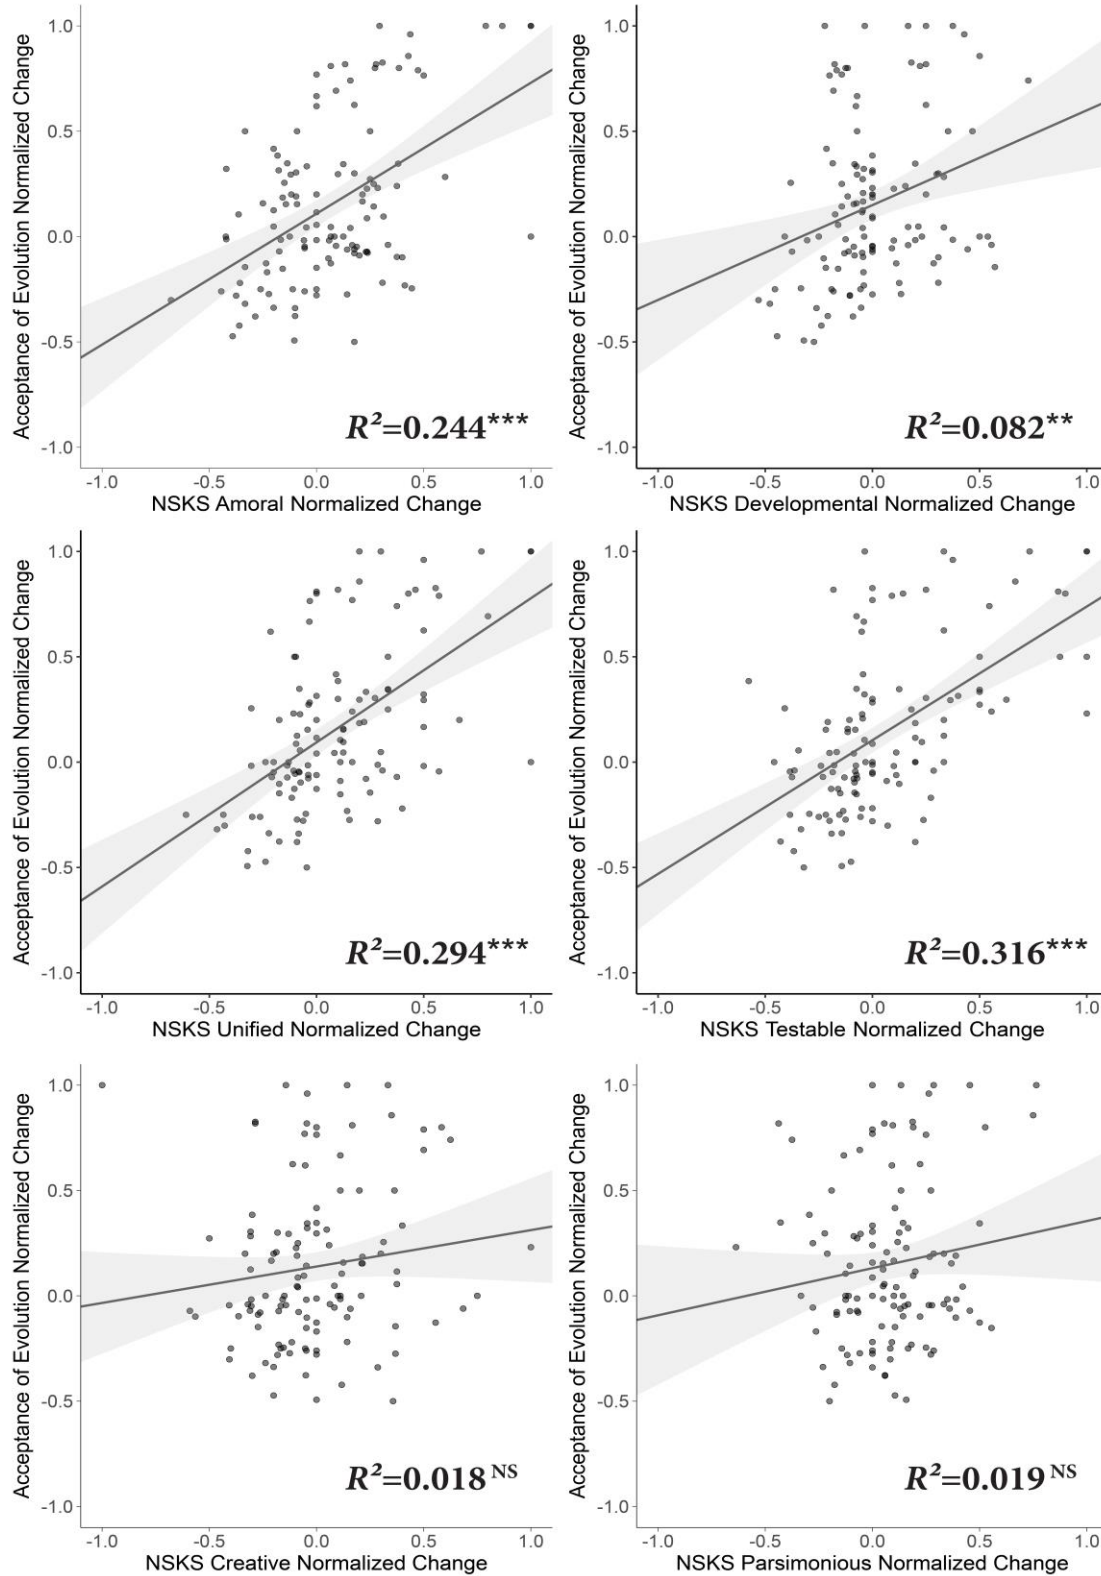 Acceptance of Evolution Normalized Change
1.0
0.5
0.0
-0.5
-1.0
R²=0.244***
-1.0 -0.5 0.0 0.5 1.0
NSKS Amoral Normalized Change
Acceptance of Evolution Normalized Change
1.0
0.5
0.0
-0.5
-1.0
R²=0.082**
-1.0 -0.5 0.0 0.5 1.0
NSKS Developmental Normalized Change
Acceptance of Evolution Normalized Change
1.0
0.5
0.0
-0.5
-1.0
R²=0.294***
-1.0 -0.5 0.0 0.5 1.0
NSKS Unified Normalized Change
Acceptance of Evolution Normalized Change
1.0
0.5
0.0
-0.5
-1.0
R²=0.316***
-1.0 -0.5 0.0 0.5 1.0
NSKS Testable Normalized Change
Acceptance of Evolution Normalized Change
1.0
0.5
0.0
-0.5
-1.0
R²=0.018 NS
-1.0 -0.5 0.0 0.5 1.0
NSKS Creative Normalized Change
Acceptance of Evolution Normalized Change
1.0
0.5
0.0
-0.5
-1.0
R²=0.019 NS
-1.0 -0.5 0.0 0.5 1.0
NSKS Parsimonious Normalized Change